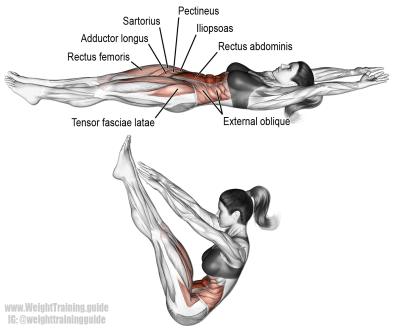 Pectineus
Sartorius
Iliopsoas
Adductor longus
Rectus abdominis
Rectus femoris
Tensor fasciae latae
External oblique
www.WeightTraining.guide
IG: @weighttrainingguide